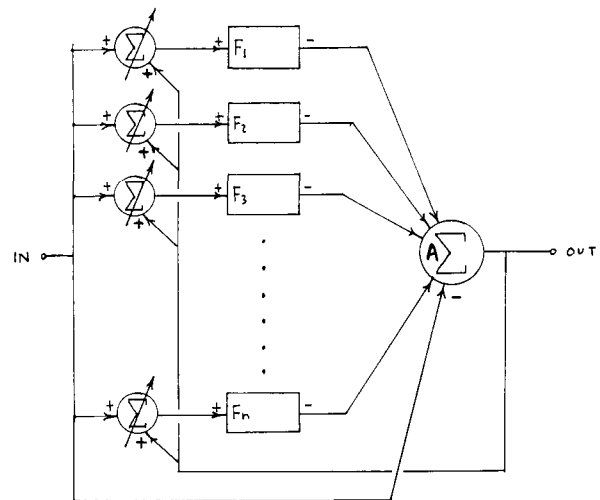 + Σ + F1 -
+
+ Σ + F2 -
+
+ Σ + F3 -
+
IN
A Σ
OUT
-
+ Σ + Fn -
+